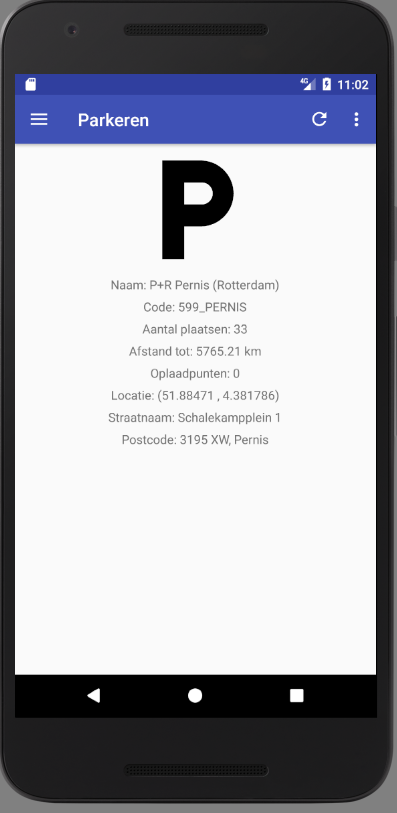 4G 11:02
Parkeren
P
Naam: P+R Pernis (Rotterdam)
Code: 599_PERNIS
Aantal plaatsen: 33
Afstand tot: 5765.21 km
Oplaadpunten: 0
Locatie: (51.88471 , 4.381786)
Straatnaam: Schalekampplein 1
Postcode: 3195 XW, Pernis